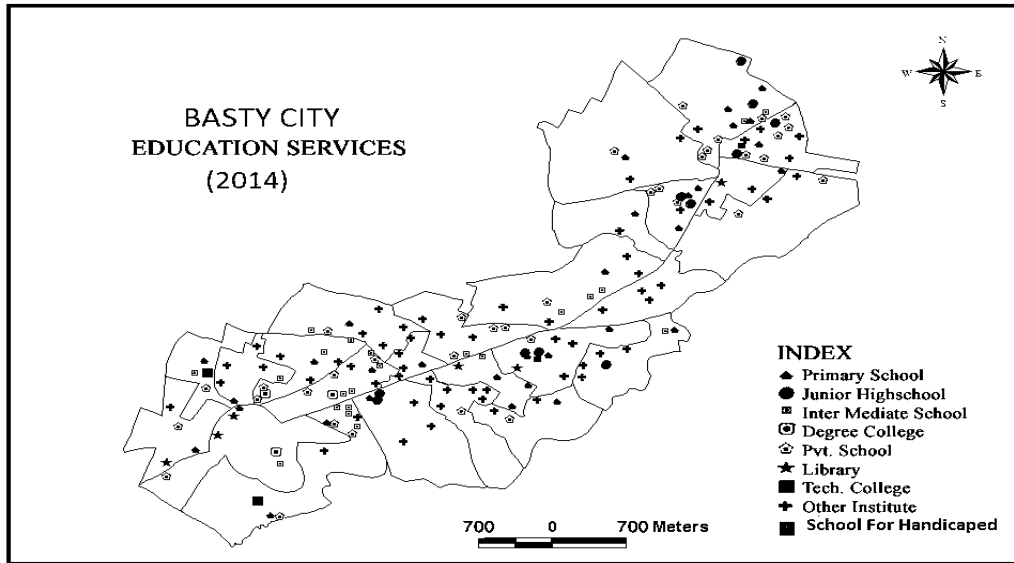 BASTY CITY
EDUCATION SERVICES
(2014)
N
W E
S
INDEX
Primary School
Junior Highschool
Inter Mediate School
Degree College
Pvt. School
Library
Tech. College
Other Institute
School For Handicaped
700 0 700 Meters